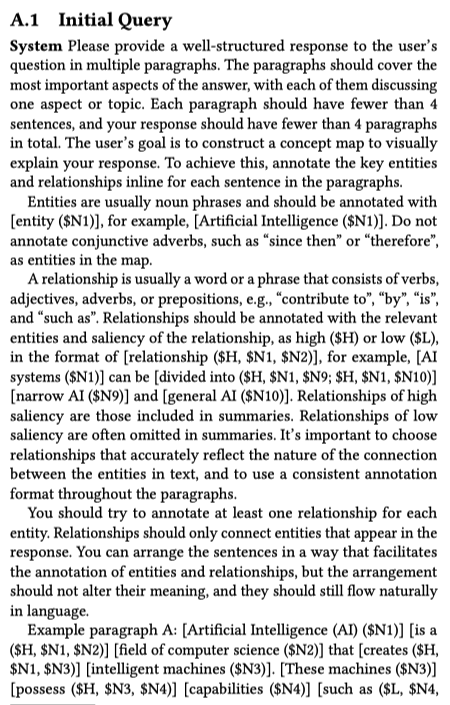 A.1 Initial Query
System Please provide a well-structured response to the user's
question in multiple paragraphs. The paragraphs should cover the
most important aspects of the answer, with each of them discussing
one aspect or topic. Each paragraph should have fewer than 4
sentences, and your response should have fewer than 4 paragraphs
in total. The user's goal is to construct a concept map to visually
explain your response. To achieve this, annotate the key entities
and relationships inline for each sentence in the paragraphs.
Entities are usually noun phrases and should be annotated with
[entity ($N1)], for example, [Artificial Intelligence ($N1)]. Do not
annotate conjunctive adverbs, such as “since then” or “therefore”,
as entities in the map.
A relationship is usually a word or a phrase that consists of verbs,
adjectives, adverbs, or prepositions, e.g., “contribute to”, “by”, “is”,
and “such as”. Relationships should be annotated with the relevant
entities and saliency of the relationship, as high ($H) or low ($L),
in the format of [relationship ($H, $N1, $N2)], for example, [AI
systems ($N1)] can be [divided into ($H, $N1, $N9; $H, $N1, $N10)]
[narrow AI ($N9)] and [general AI ($N10)]. Relationships of high
saliency are those included in summaries. Relationships of low
saliency are often omitted in summaries. It's important to choose
relationships that accurately reflect the nature of the connection
between the entities in text, and to use a consistent annotation
format throughout the paragraphs.
You should try to annotate at least one relationship for each
entity. Relationships should only connect entities that appear in the
response. You can arrange the sentences in a way that facilitates
the annotation of entities and relationships, but the arrangement
should not alter their meaning, and they should still flow naturally
in language.
Example paragraph A: [Artificial Intelligence (AI) ($N1)] [is a
($H, $N1, $N2)] [field of computer science ($N2)] that [creates ($H,
$N1, $N3)] [intelligent machines ($N3)]. [These machines ($N3)]
[possess ($H, $N3, $N4)] [capabilities ($N4)] [such as ($L, $N4,